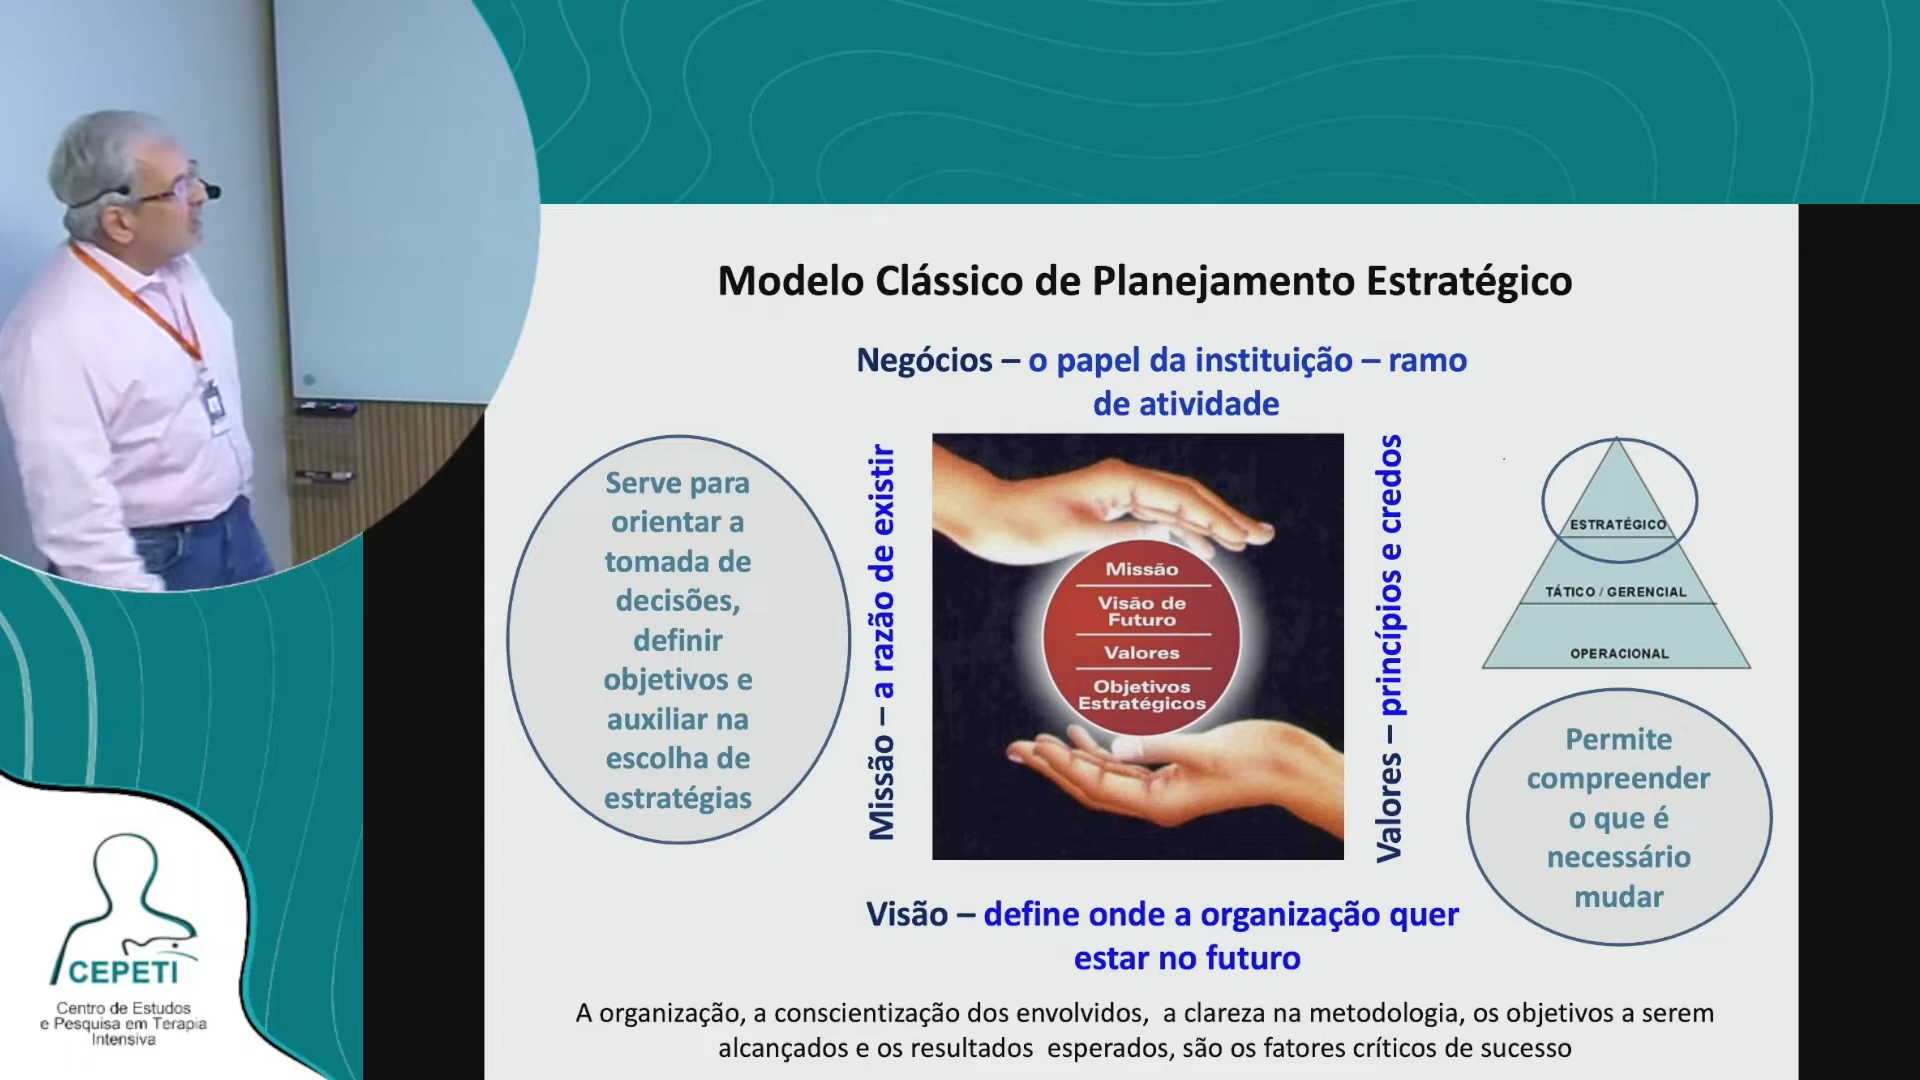 Modelo Clássico de Planejamento Estratégico
Negócios – o papel da instituição – ramo
de atividade
Serve para
orientar a
tomada de
decisões,
definir
objetivos e
auxiliar na
escolha de
estratégias
Missão – a razão de existir
Missão
Visão de
Futuro
Valores
Objetivos
Estratégicos
Valores – princípios e credos
ESTRATÉGICO
TÁTICO / GERENCIAL
OPERACIONAL
Permite
compreender
o que é
necessário
mudar
Visão – define onde a organização quer
estar no futuro
A organização, a conscientização dos envolvidos,  a clareza na metodologia, os objetivos a serem
alcançados e os resultados  esperados, são os fatores críticos de sucesso
CEPETI
Centro de Estudos
e Pesquisa em Terapia
Intensiva